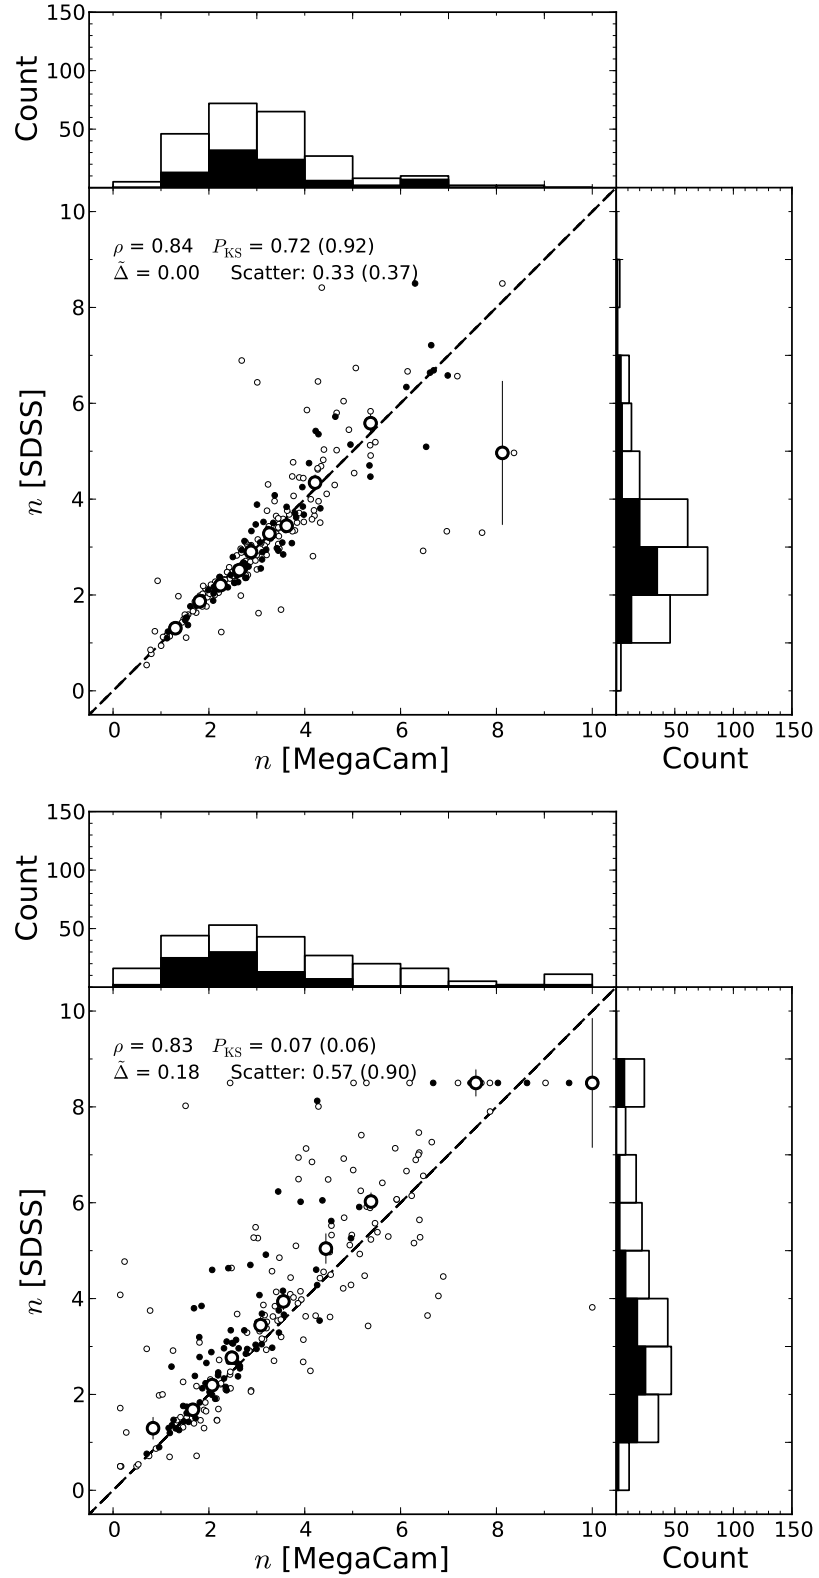 150
100
50
Count
10
8
6
4
2
0
n [SDSS]
ρ = 0.84 P_KS = 0.72 (0.92)
Δ̃ = 0.00 Scatter: 0.33 (0.37)
0 2 4 6 8 10
n [MegaCam]
50 100 150
Count
150
100
50
Count
10
8
6
4
2
0
n [SDSS]
ρ = 0.83 P_KS = 0.07 (0.06)
Δ̃ = 0.18 Scatter: 0.57 (0.90)
0 2 4 6 8 10
n [MegaCam]
50 100 150
Count